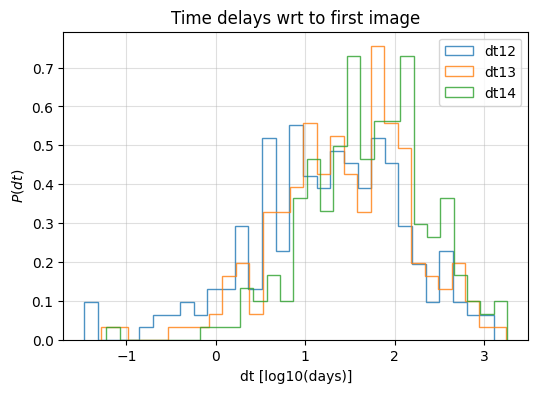 Time delays wrt to first image
dt12
dt13
dt14
P(dt)
0.7
0.6
0.5
0.4
0.3
0.2
0.1
0.0
−1
0
1
2
3
dt [log10(days)]